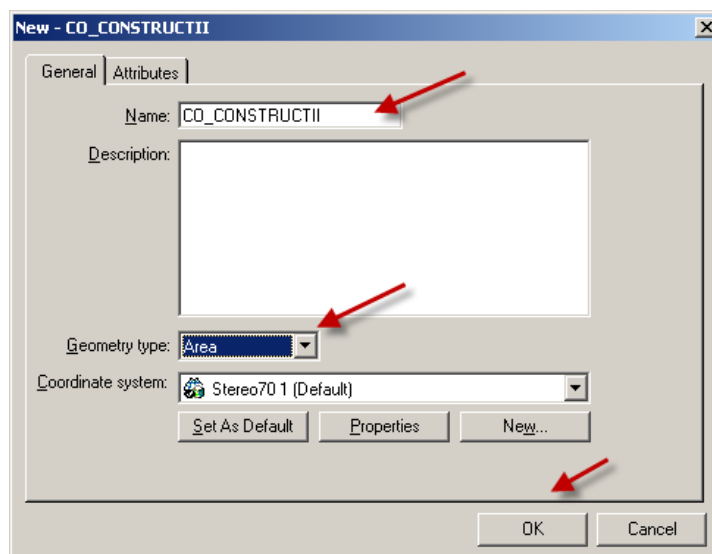 New - CO_CONSTRUCTII
General Attributes
Name: CO_CONSTRUCTII
Description:
Geometry type: Area
Coordinate system: Stereo70 1 (Default)
Set As Default Properties New...
OK Cancel